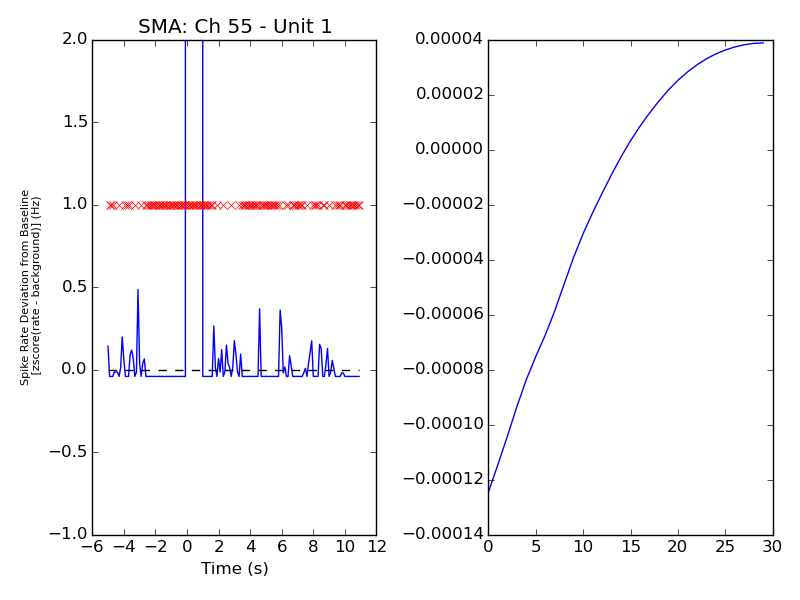 SMA: Ch 55 - Unit 1
Spike Rate Deviation from Baseline
[zscore(rate - background)] (Hz)
2.0
1.5
1.0
0.5
0.0
−0.5
−1.0
−6 −4 −2 0 2 4 6 8 10 12
Time (s)
0.00004
0.00002
0.00000
−0.00002
−0.00004
−0.00006
−0.00008
−0.00010
−0.00012
−0.00014
0 5 10 15 20 25 30